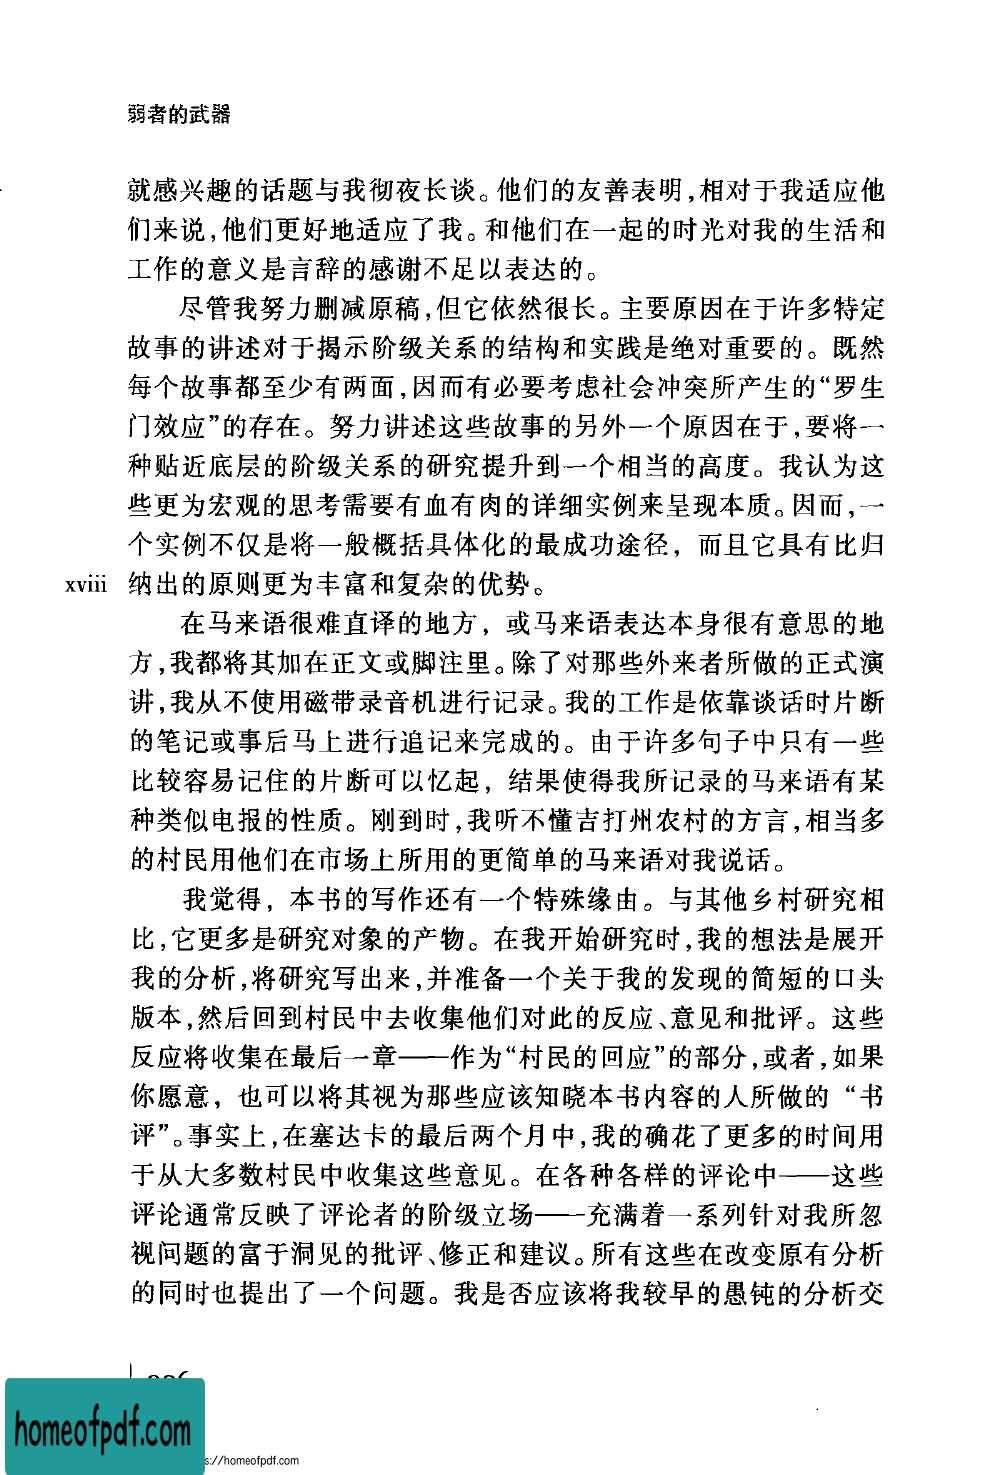 弱者的武器
就感兴趣的话题与我彻夜长谈。他们的友善表明,相对于我适应他
们来说,他们更好地适应了我。和他们在一起的时光对我的生活和
工作的意义是言辞的感谢不足以表达的。
尽管我努力删减原稿,但它依然很长。主要原因在于许多特定
故事的讲述对于揭示阶级关系的结构和实践是绝对重要的。既然
每个故事都至少有两面,因而有必要考虑社会冲突所产生的“罗生
门效应”的存在。努力讲述这些故事的另外一个原因在于,要将一
种贴近底层的阶级关系的研究提升到一个相当的高度。我认为这
些更为宏观的思考需要有血有肉的详细实例来呈现本质。因而,一
个实例不仅是将一般概括具体化的最成功途径，而且它具有比归
xviii 纳出的原则更为丰富和复杂的优势。
在马来语很难直译的地方，或马来语表达本身很有意思的地
方,我都将其加在正文或脚注里。除了对那些外来者所做的正式演
讲,我从不使用磁带录音机进行记录。我的工作是依靠谈话时片断
的笔记或事后马上进行追记来完成的。由于许多句子中只有一些
比较容易记住的片断可以忆起，结果使得我所记录的马来语有某
种类似电报的性质。刚到时,我听不懂吉打州农村的方言,相当多
的村民用他们在市场上所用的更简单的马来语对我说话。
我觉得，本书的写作还有一个特殊缘由。与其他乡村研究相
比,它更多是研究对象的产物。在我开始研究时,我的想法是展开
我的分析,将研究写出来,并准备一个关于我的发现的简短的口头
版本,然后回到村民中去收集他们对此的反应、意见和批评。这些
反应将收集在最后一章——作为“村民的回应”的部分,或者,如果
你愿意，也可以将其视为那些应该知晓本书内容的人所做的“书
评”。事实上,在塞达卡的最后两个月中,我的确花了更多的时间用
于从大多数村民中收集这些意见。在各种各样的评论中——这些
评论通常反映了评论者的阶级立场——充满着一系列针对我所忽
视问题的富于洞见的批评、修正和建议。所有这些在改变原有分析
的同时也提出了一个问题。我是否应该将我较早的愚钝的分析交
homeofpdf.com
s://homeofpdf.com